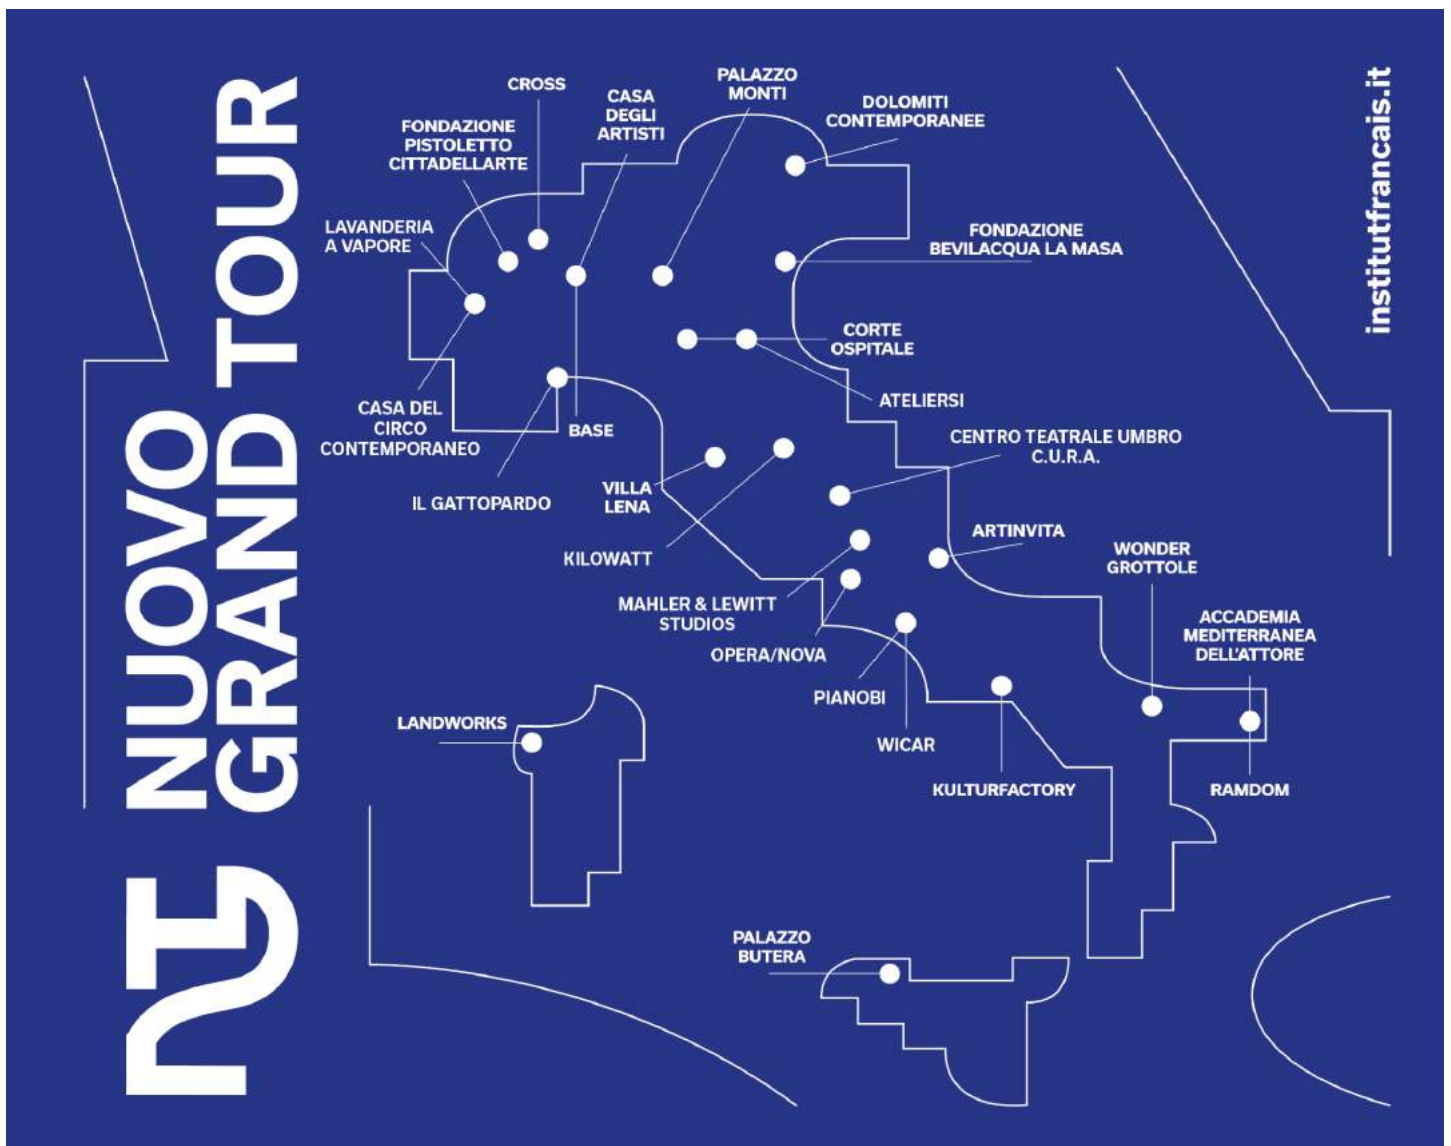 NUOVO
GRAND TOUR
institutfrancais.it
CROSS
PALAZZO
MONTI
CASA
DEGLI
ARTISTI
DOLOMITI
CONTEMPORANEE
FONDAZIONE
PISTOLETTO
CITTADELLARTE
LAVANDERIA
A VAPORE
FONDAZIONE
BEVILACQUA LA MASA
CORTE
OSPITALE
ATELIERSI
CASA DEL
CIRCO
CONTEMPORANEO
BASE
CENTRO TEATRALE UMBRO
C.U.R.A.
IL GATTOPARDO
VILLA
LENA
KILOWATT
ARTINVITA
WONDER
GROTTOLE
MAHLER & LEWITT
STUDIOS
ACCADEMIA
MEDITERRANEA
DELL'ATTORE
OPERA/NOVA
PIANOBI
LANDWORKS
WICAR
KULTURFACTORY
RAMDOM
PALAZZO
BUTERA